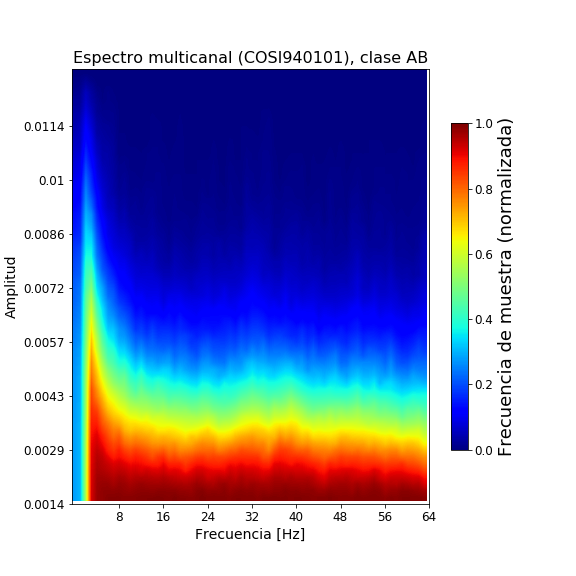 Espectro multicanal (COSI940101), clase AB
Amplitud
0.0114
0.01
0.0086
0.0072
0.0057
0.0043
0.0029
0.0014
8 16 24 32 40 48 56 64
Frecuencia [Hz]
1.0
0.8
0.6
0.4
0.2
0.0
Frecuencia de muestra (normalizada)